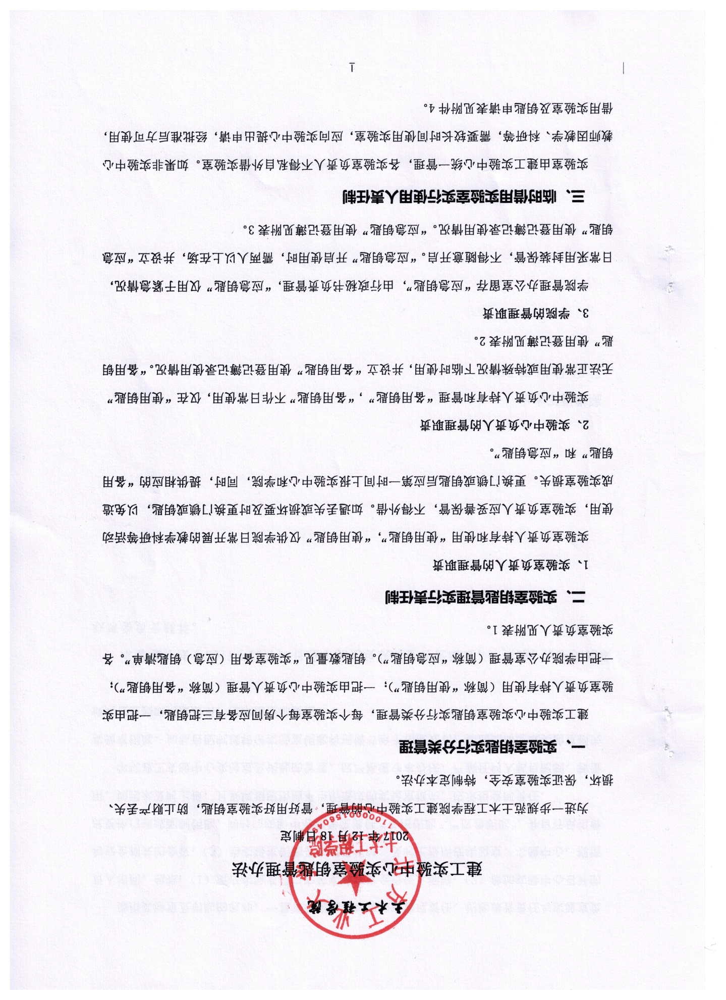 土木工程学院
建工实验中心实验室钥匙管理办法
2017年12月18日制定
北方工业大学
土木工程学院
为进一步规范土木工程学院建工实验中心的管理，管好用好实验室钥匙，防止财产丢失、
损坏，保证实验室安全，特制定本办法。
一、实验室钥匙实行分类管理
建工实验中心实验室钥匙实行分类管理，每个实验室每个房间应备有三把钥匙，一把由实
验室负责人持有使用（简称“使用钥匙”）；一把由实验中心负责人管理（简称“备用钥匙”）；
一把由学院办公室管理（简称“应急钥匙”）。钥匙数量见“实验室备用（应急）钥匙清单”。各
实验室负责人见附表1。
二、实验室钥匙管理实行责任制
1、实验室负责人的管理职责
实验室负责人持有和使用“使用钥匙”，“使用钥匙”仅供学院日常开展的教学科研等活动
使用，实验室负责人应妥善保管，不得外借。如遇丢失或损坏要及时更换门锁或钥匙，以免造
成实验室损失。更换门锁或钥匙后应第一时间上报实验中心和学院，同时，提供相应的“备用
钥匙”和“应急钥匙”。
2、实验中心负责人的管理职责
实验中心负责人持有和管理“备用钥匙”，“备用钥匙”不作日常使用，仅在“使用钥匙”
无法正常使用或特殊情况下临时使用，并设立“备用钥匙”使用登记簿记录使用情况。“备用钥
匙”使用登记簿见附表2。
3、学院的管理职责
学院管理办公室留存“应急钥匙”，由行政秘书负责管理，“应急钥匙”仅用于紧急情况，
日常采用封装保管，不得随意开启。“应急钥匙”开启使用时，需两人以上在场，并设立“应急
钥匙”使用登记簿记录使用情况。“应急钥匙”使用登记簿见附表3。
三、临时借用实验室实行使用人责任制
实验室由建工实验中心统一管理，各实验室负责人不得私自外借实验室。如果非实验中心
教师因教学、科研等，需要较长时间使用实验室，应向实验中心提出申请，经批准后方可使用，
借用实验室及钥匙申请表见附件4。
1